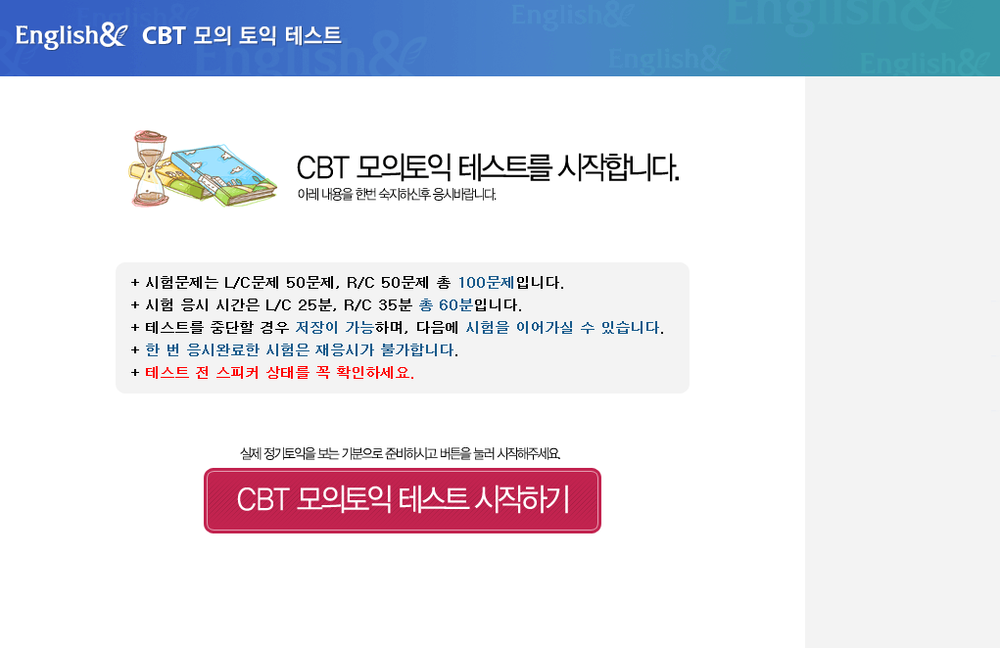 English& CBT 모의 토익 테스트
CBT 모의토익 테스트를 시작합니다.
아래 내용을 한번 숙지하신후 응시바랍니다.
+ 시험문제는 L/C문제 50문제, R/C 50문제 총 100문제입니다.
+ 시험 응시 시간은 L/C 25분, R/C 35분 총 60분입니다.
+ 테스트를 중단할 경우 저장이 가능하며, 다음에 시험을 이어가실 수 있습니다.
+ 한 번 응시완료한 시험은 재응시가 불가합니다.
+ 테스트 전 스피커 상태를 꼭 확인하세요.
실제 정기토익을 보는 기분으로 준비하시고 버튼을 눌러 시작해주세요.
CBT 모의토익 테스트 시작하기